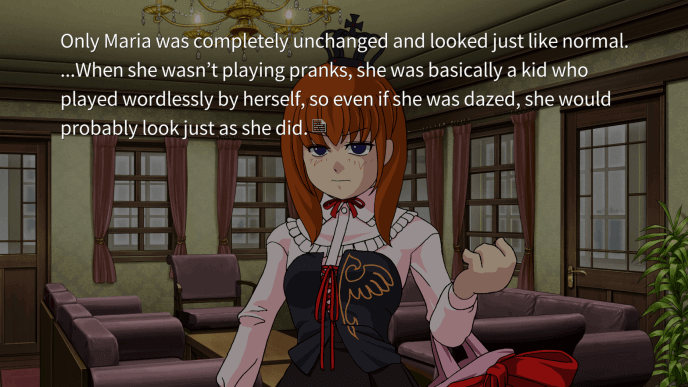 Only Maria was completely unchanged and looked just like normal.
...When she wasn’t playing pranks, she was basically a kid who
played wordlessly by herself, so even if she was dazed, she would
probably look just as she did.